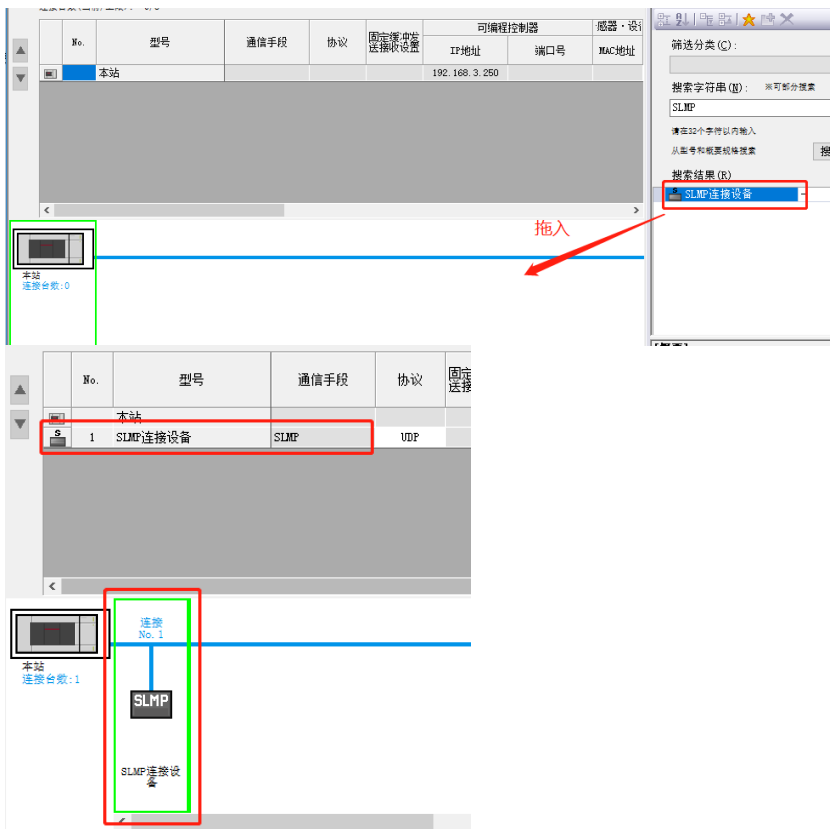 No.
型号
通信手段
协议
固定缓冲发
送接收设置
可编程控制器
IP地址
端口号
感器・设
MAC地址
本站
192.168.3.250
筛选分类(C):
搜索字符串(N): ※可部分搜索
SLMP
请在32个字符以内输入
从型号和概要规格搜索
搜
搜索结果(R)
SLMP连接设备
拖入
本站
连接台数:0
No.
型号
通信手段
协议
固定
送接
本站
S
1
SLMP连接设备
SLMP
UDP
连接
No.1
本站
连接台数:1
SLMP
SLMP连接设
备